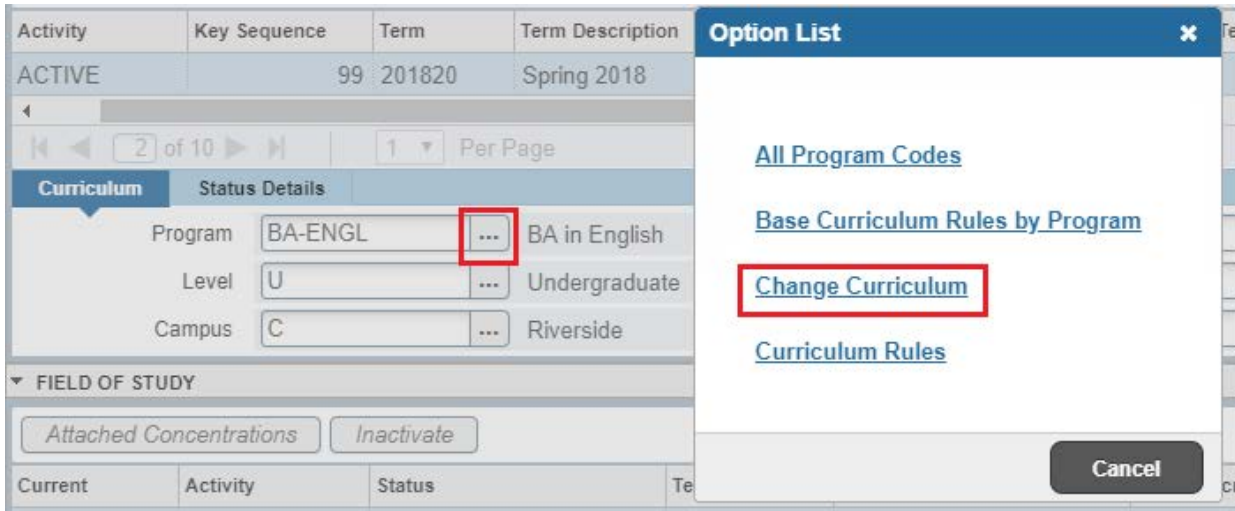 Activity Key Sequence Term Term Description
ACTIVE 99 201820 Spring 2018
2 of 10 1 Per Page
Curriculum Status Details
Program BA-ENGL ... BA in English
Level U ... Undergraduate
Campus C ... Riverside
FIELD OF STUDY
Attached Concentrations Inactivate
Current Activity Status
Option List
All Program Codes
Base Curriculum Rules by Program
Change Curriculum
Curriculum Rules
Cancel